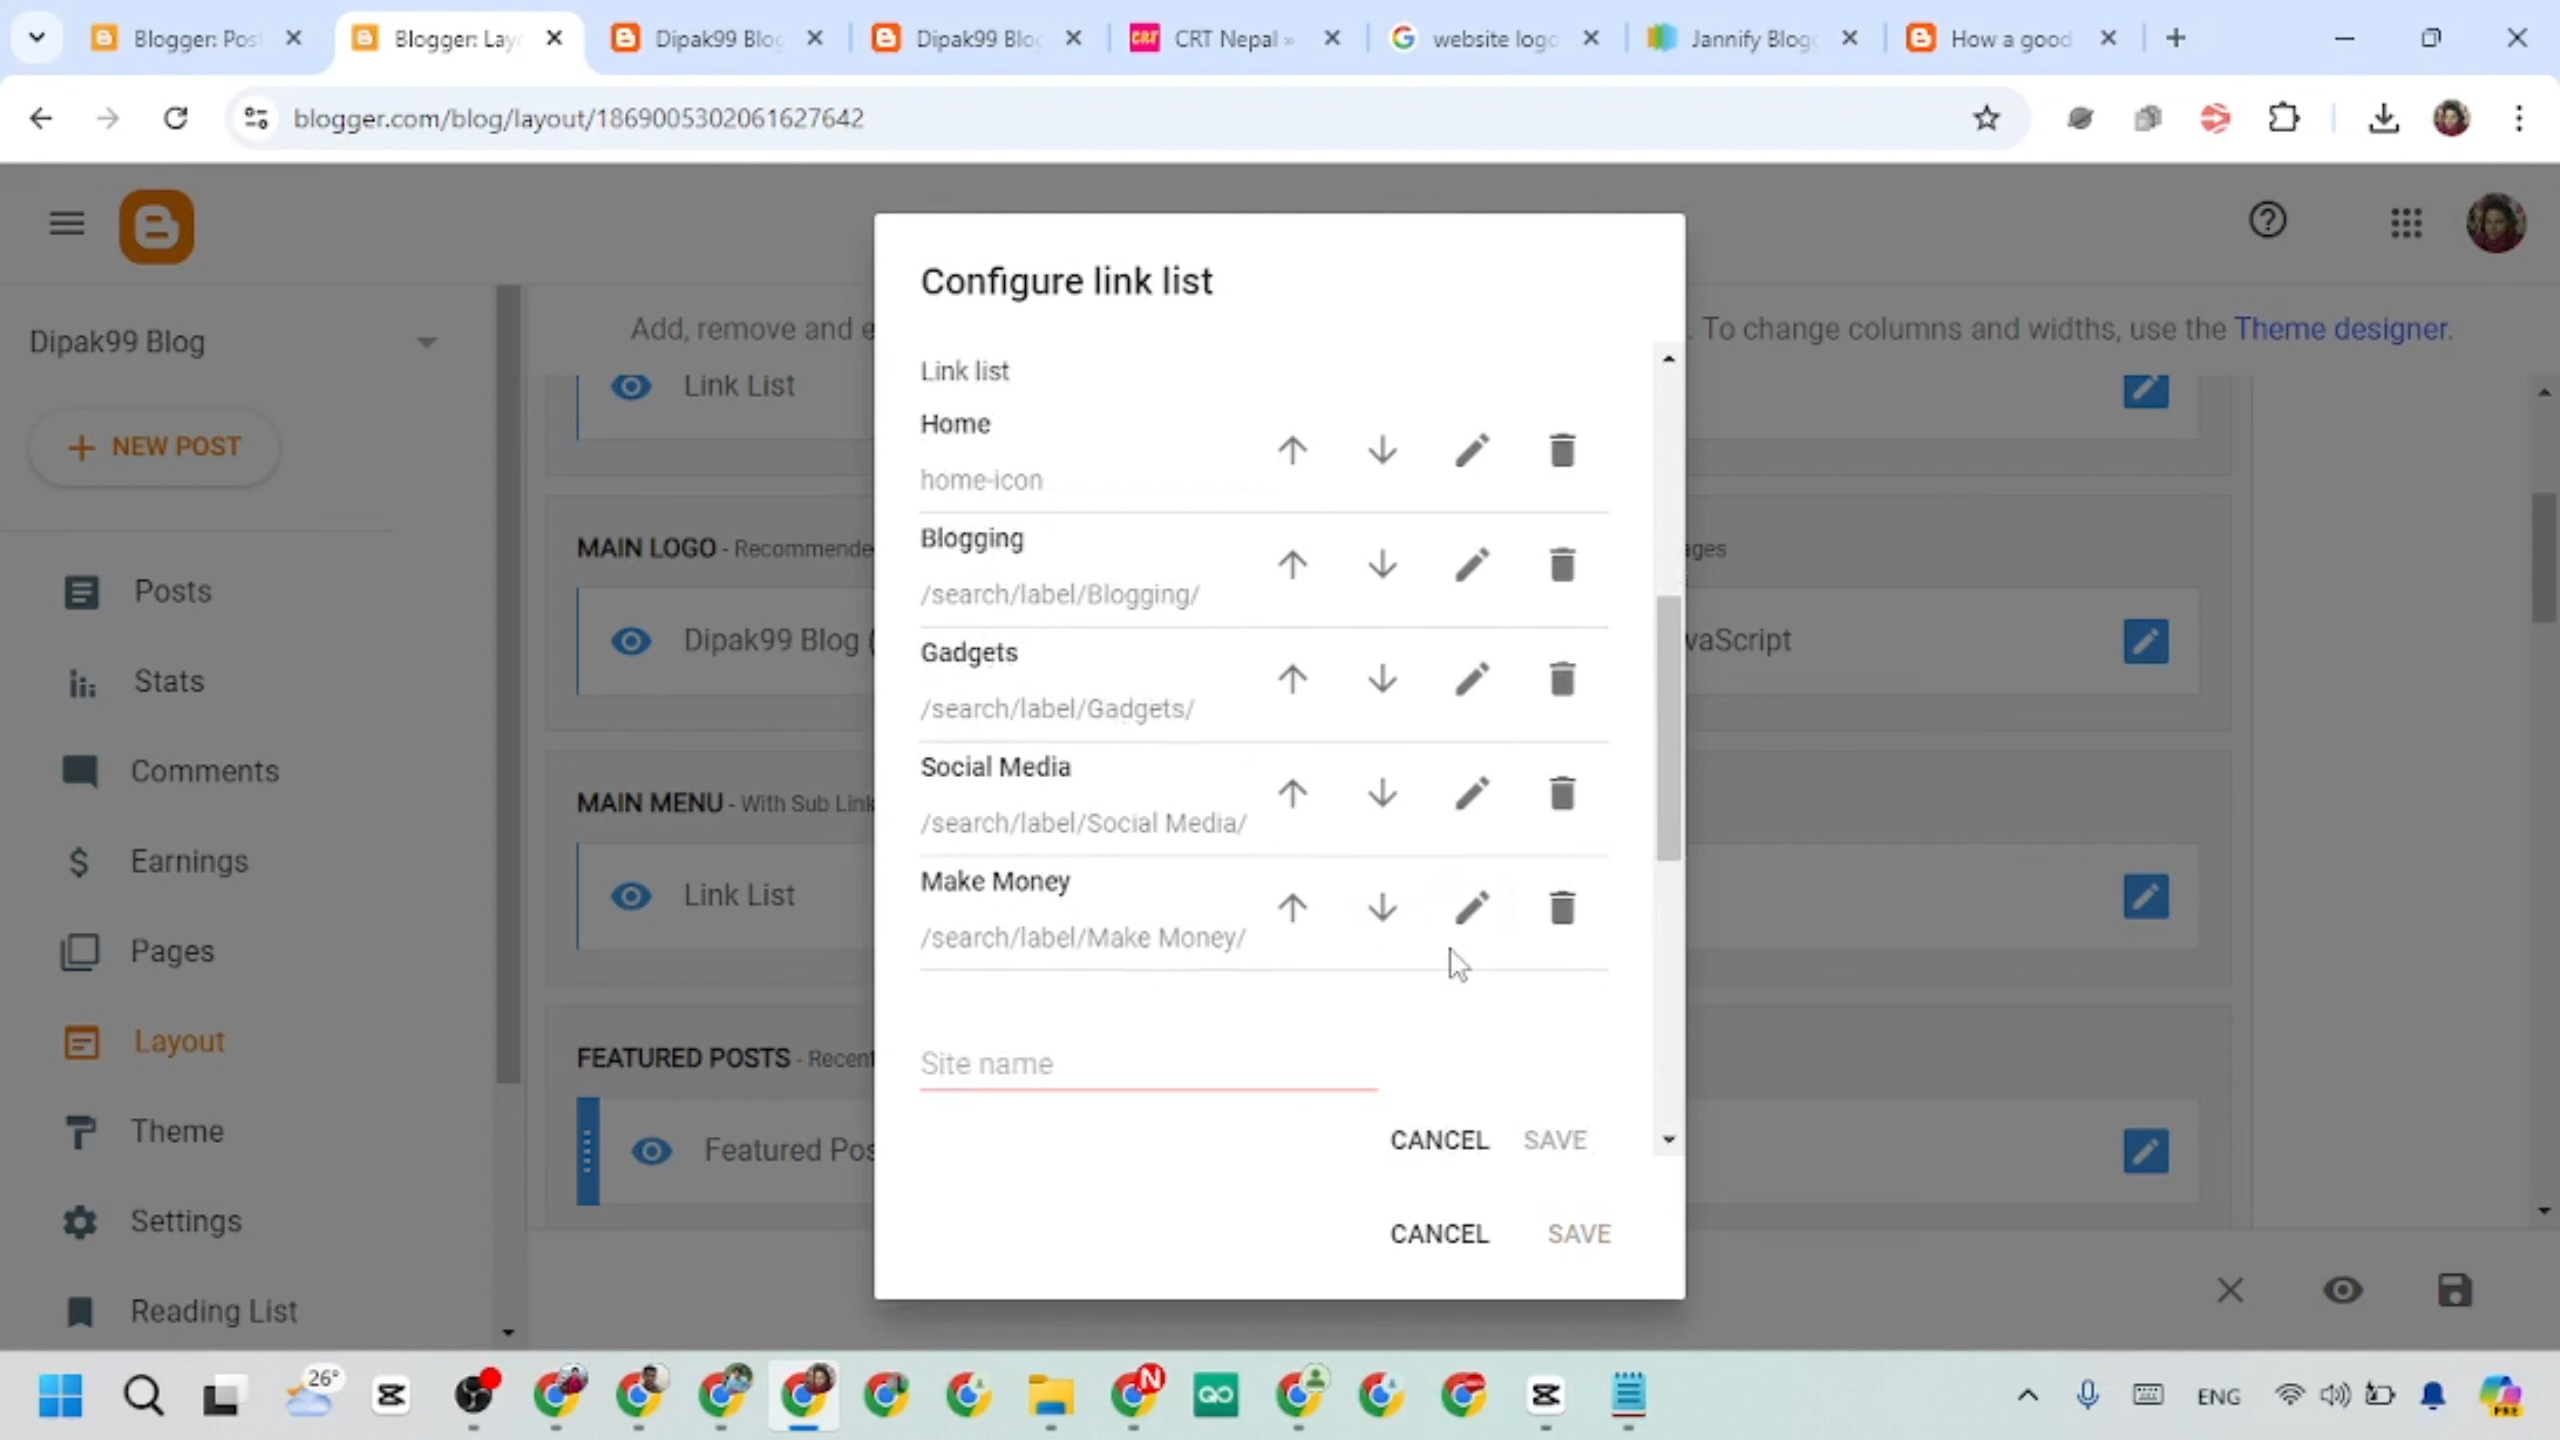 Blogger: Pos
Blogger: Lay
Dipak99 Blog
Dipak99 Blog
CRT Nepal »
website logo
Jannify Blog
How a good
blogger.com/blog/layout/1869005302061627642
Configure link list
Dipak99 Blog
Add, remove and e
. To change columns and widths, use the Theme designer.
Link list
Link List
Home
NEW POST
home-icon
Blogging
MAIN LOGO - Recommende
ages
Posts
/search/label/Blogging/
Dipak99 Blog (
vaScript
Gadgets
Stats
/search/label/Gadgets/
Social Media
Comments
MAIN MENU - With Sub Link
/search/label/Social Media/
Earnings
Make Money
Link List
/search/label/Make Money/
Pages
Layout
FEATURED POSTS - Recent
Site name
Theme
Featured Pos
CANCEL SAVE
Settings
CANCEL SAVE
Reading List
26°
N
ENG
PRE